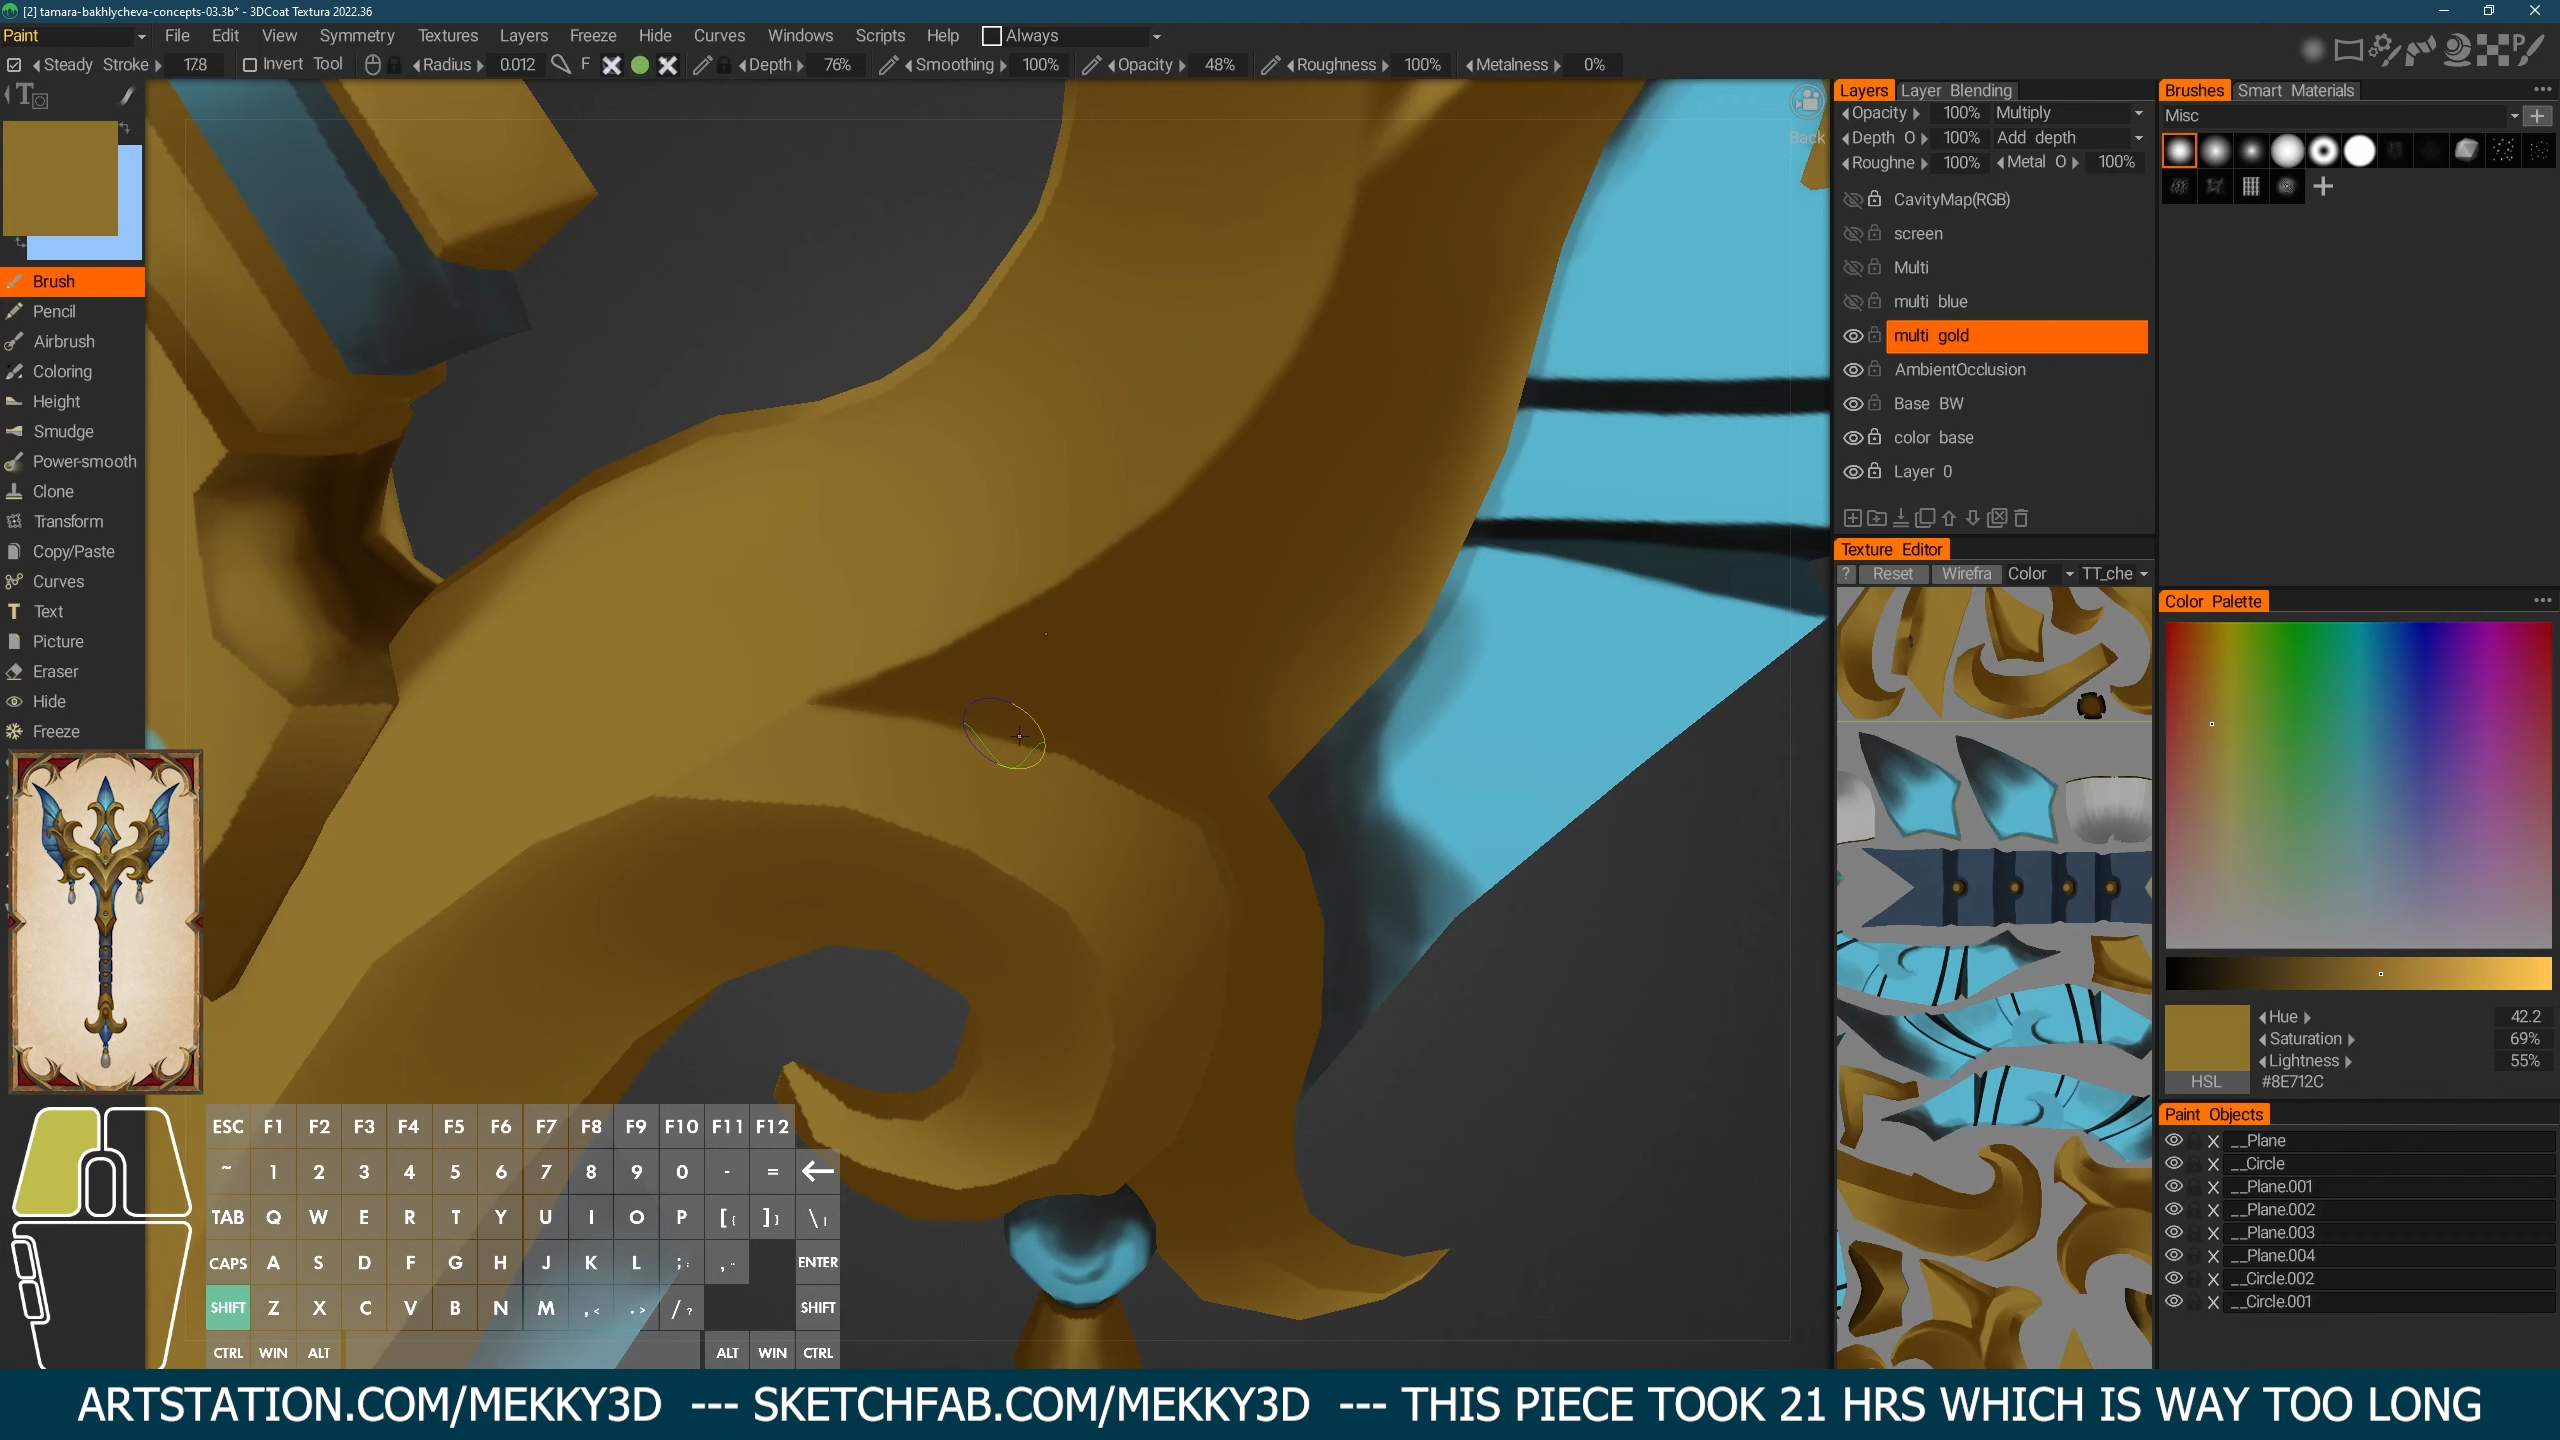 [2] tamara-bakhlycheva-concepts-03.3b* - 3DCoat Textura 2022.36
Paint File Edit View Symmetry Textures Layers Freeze Hide Curves Windows Scripts Help Always
Steady Stroke 17.8 Invert Tool Radius 0.012 F Depth 76% Smoothing 100% Opacity 48% Roughness 100% Metalness 0%
Brush
Pencil
Airbrush
Coloring
Height
Smudge
Power-smooth
Clone
Transform
Copy/Paste
Curves
T Text
Picture
Eraser
Hide
Freeze
Back
Layers Layer Blending
Opacity 100% Multiply
Depth O 100% Add depth
Roughne 100% Metal O 100%
CavityMap(RGB)
screen
Multi
multi blue
multi gold
AmbientOcclusion
Base BW
color base
Layer 0
Texture Editor
? Reset Wirefra Color TT_che
Brushes Smart Materials
Misc
Color Palette
Hue 42.2
Saturation 69%
Lightness 55%
HSL #8E712C
Paint Objects
X __Plane
X __Circle
X __Plane.001
X __Plane.002
X __Plane.003
X __Plane.004
X __Circle.002
X __Circle.001
ESC F1 F2 F3 F4 F5 F6 F7 F8 F9 F10 F11 F12
~ 1 2 3 4 5 6 7 8 9 0 - =
TAB Q W E R T Y U I O P [{ ]} \|
CAPS A S D F G H J K L ;: ,¨ ENTER
SHIFT Z X C V B N M ,< .> /? SHIFT
CTRL WIN ALT ALT WIN CTRL
ARTSTATION.COM/MEKKY3D --- SKETCHFAB.COM/MEKKY3D --- THIS PIECE TOOK 21 HRS WHICH IS WAY TOO LONG